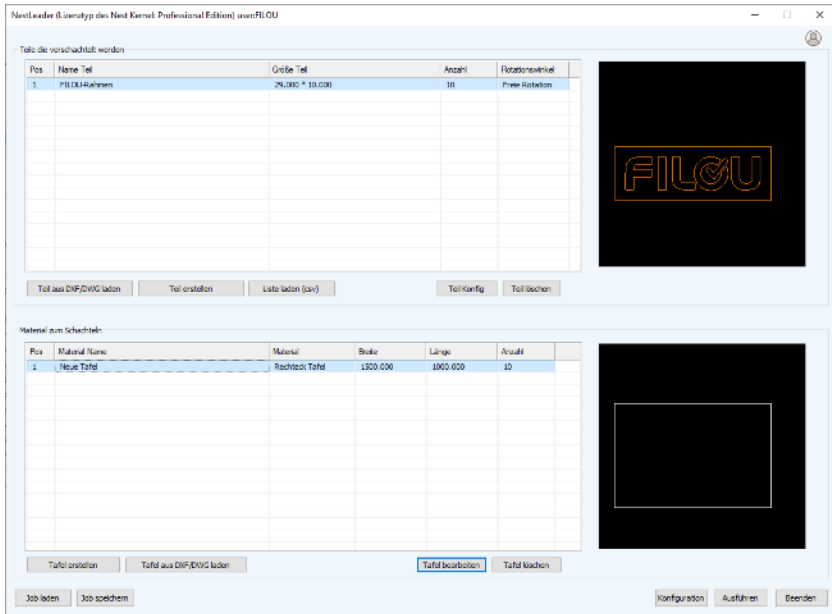 NestLeader (Lizenztyp des Nest Kernel: Professional Edition) user:FILOU
Teile die verschachtelt werden
Pos Name Teil Größe Teil Anzahl Rotationswinkel
1 FILOU-Rahmen 29.000 * 10.000 10 Freie Rotation
FILOU
Teil aus DXF/DWG laden Teil erstellen Liste laden (csv) Teil Konfig Teil löschen
Material zum Schachteln
Pos Material Name Material Breite Länge Anzahl
1 Neue Tafel Rechteck Tafel 1500.000 1000.000 10
Tafel erstellen Tafel aus DXF/DWG laden Tafel bearbeiten Tafel löschen
Job laden Job speichern Konfiguration Ausführen Beenden